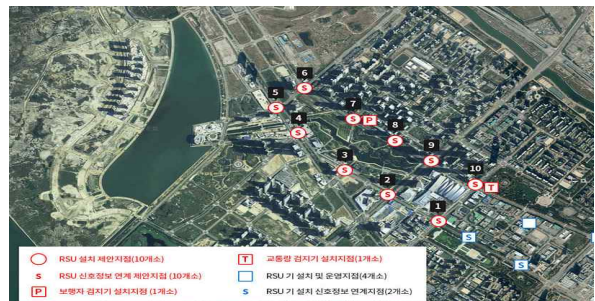 6
5
7
S
S
4
S P
8
S
S
9
3
S
10
S
2
S T
1
S
S
S
S
RSU 설치 제안지점(10개소)
T 교통량 검지기 설치지점(1개소)
S RSU 신호정보 연계 제안지점 (10개소)
RSU 기 설치 및 운영지점(4개소)
P 보행자 검지기 설치지점 (1개소)
S RSU 기 설치 신호정보 연계지점(2개소)